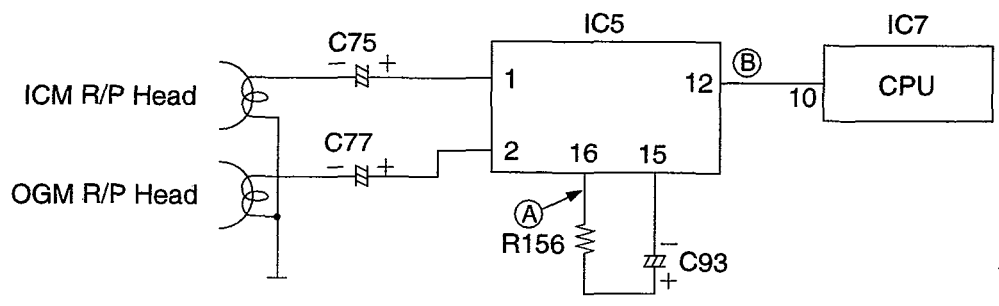 IC5
IC7
C75
− +
ICM R/P Head
1
12
B
10
CPU
C77
− +
2
16
15
OGM R/P Head
A
R156
−
C93
+